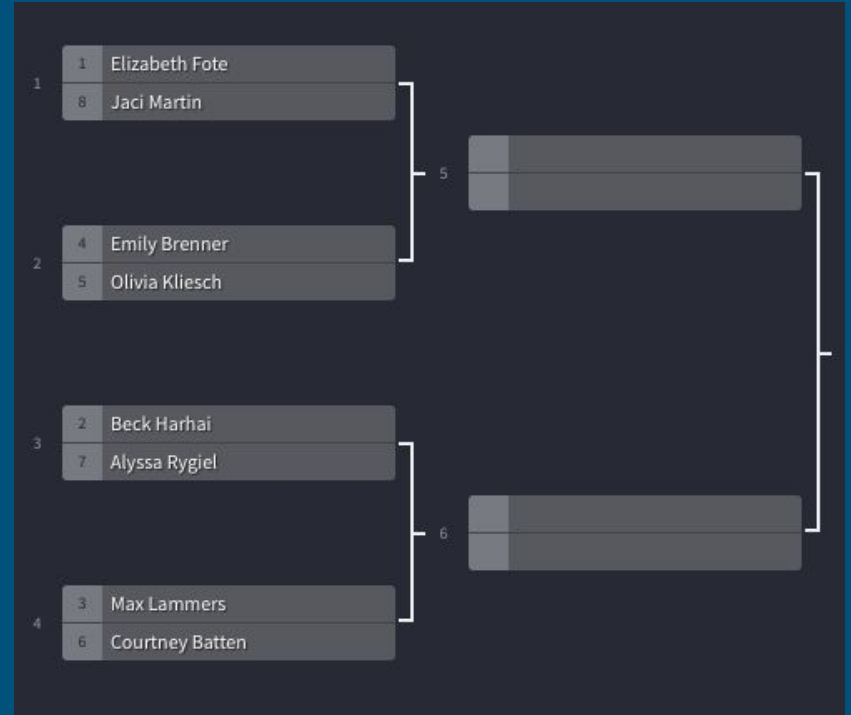 1
1 Elizabeth Fote
8 Jaci Martin
5
2
4 Emily Brenner
5 Olivia Kliesch
3
2 Beck Harhai
7 Alyssa Rygiel
6
4
3 Max Lammers
6 Courtney Batten